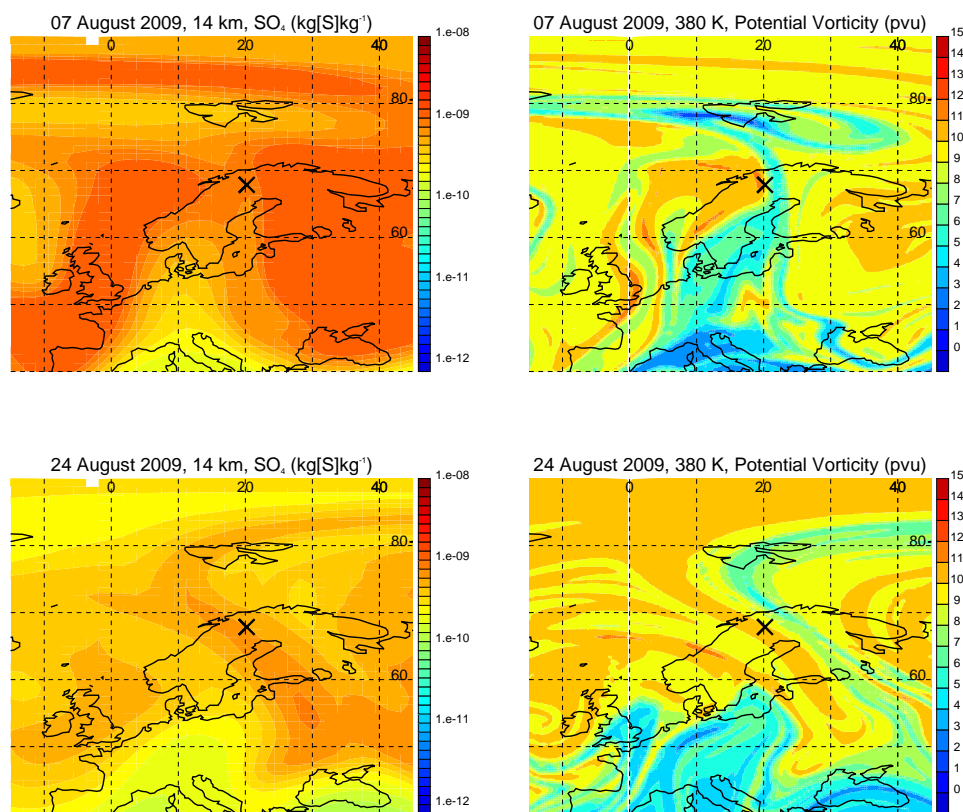 07 August 2009, 14 km, SO₄ (kg[S]kg⁻¹)
0 20 40
80
60
1.e-08
1.e-09
1.e-10
1.e-11
1.e-12
07 August 2009, 380 K, Potential Vorticity (pvu)
0 20 40
80
60
15
14
13
12
11
10
9
8
7
6
5
4
3
2
1
0
24 August 2009, 14 km, SO₄ (kg[S]kg⁻¹)
0 20 40
80
60
1.e-08
1.e-09
1.e-10
1.e-11
1.e-12
24 August 2009, 380 K, Potential Vorticity (pvu)
0 20 40
80
60
15
14
13
12
11
10
9
8
7
6
5
4
3
2
1
0